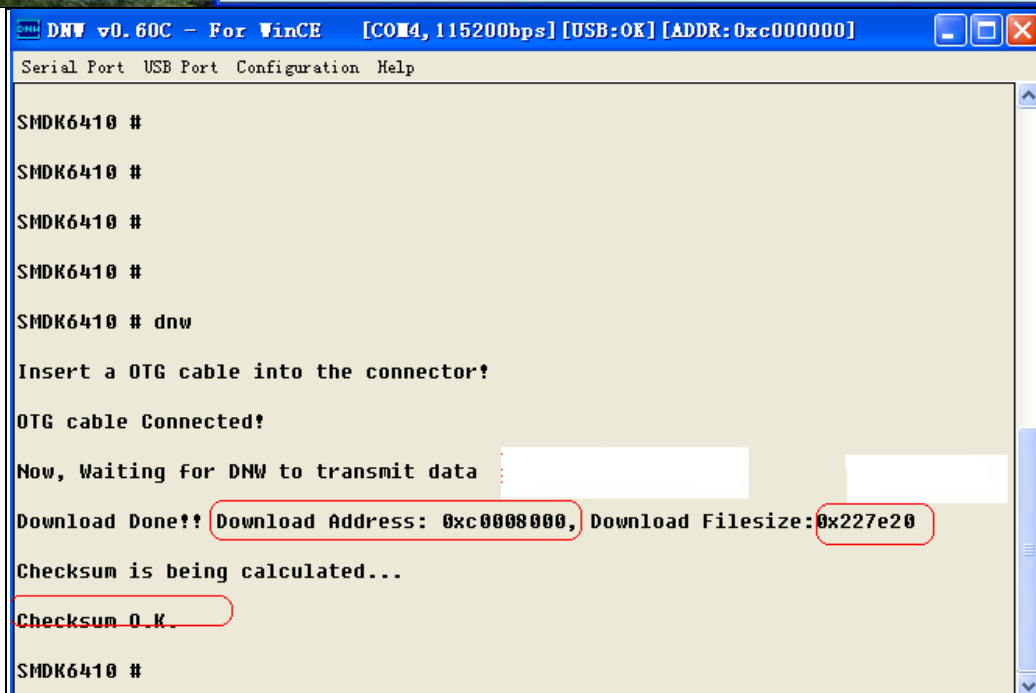 DNW v0.60C - For WinCE [COM4,115200bps][USB:OK][ADDR:0xc000000]
Serial Port USB Port Configuration Help
SMDK6410 #
SMDK6410 #
SMDK6410 #
SMDK6410 #
SMDK6410 # dnw
Insert a OTG cable into the connector!
OTG cable Connected!
Now, Waiting for DNW to transmit data
Download Done!! Download Address: 0xc0008000, Download Filesize:0x227e20
Checksum is being calculated...
Checksum O.K.
SMDK6410 #